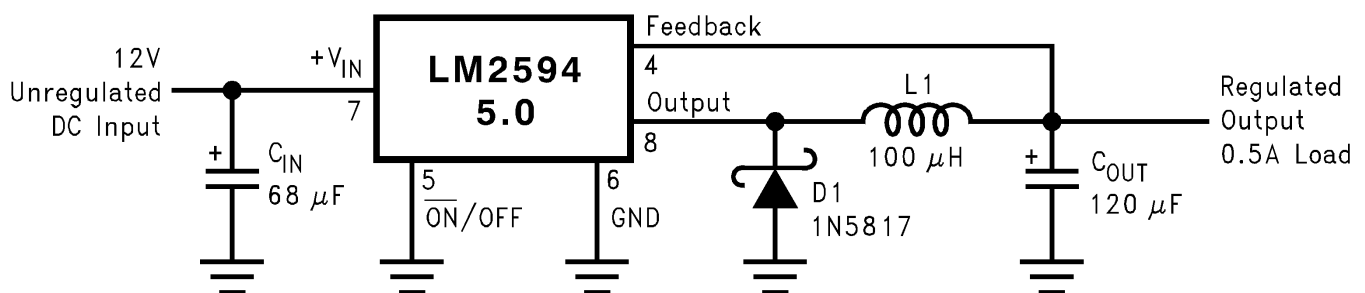 12V
Unregulated
DC Input
+
C_IN
68 μF
+V_IN
7
LM2594
5.0
5
O̅N̅/OFF
6
GND
Feedback
4
Output
8
L1
100 μH
D1
1N5817
+
C_OUT
120 μF
Regulated
Output
0.5A Load